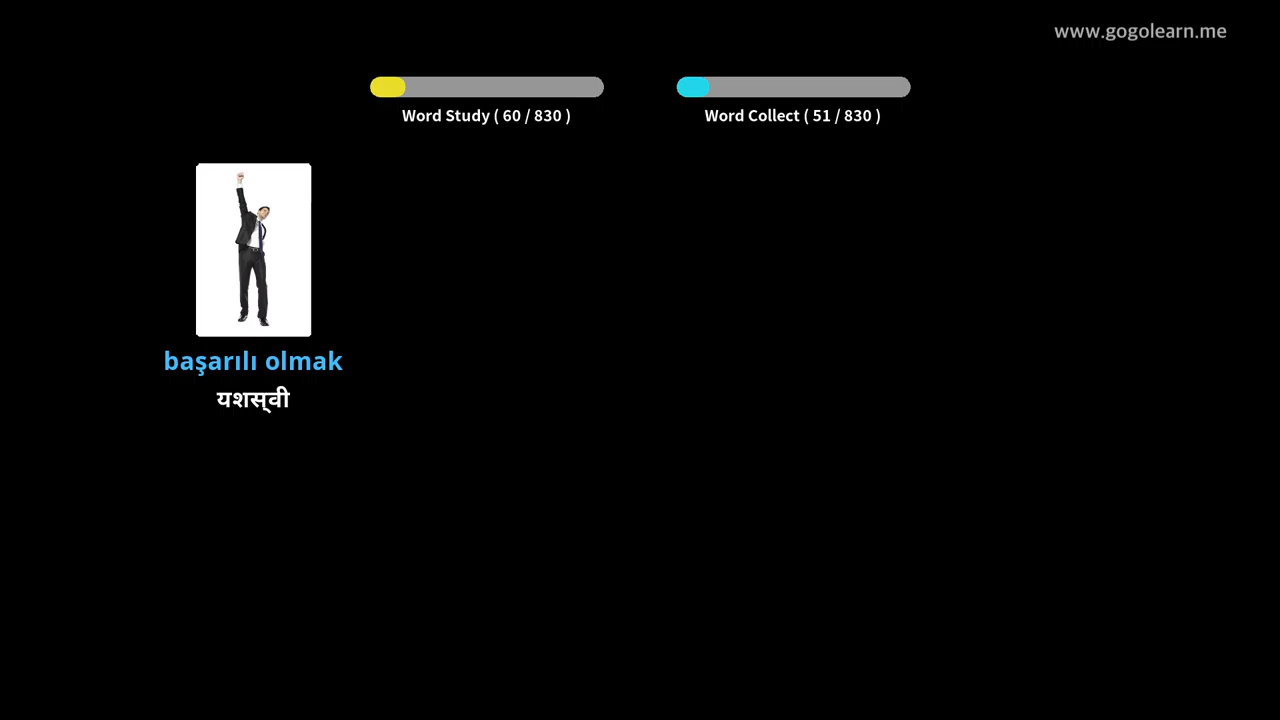 www.gogolearn.me
Word Study ( 60 / 830 )
Word Collect ( 51 / 830 )
başarılı olmak
यशस्‌वी